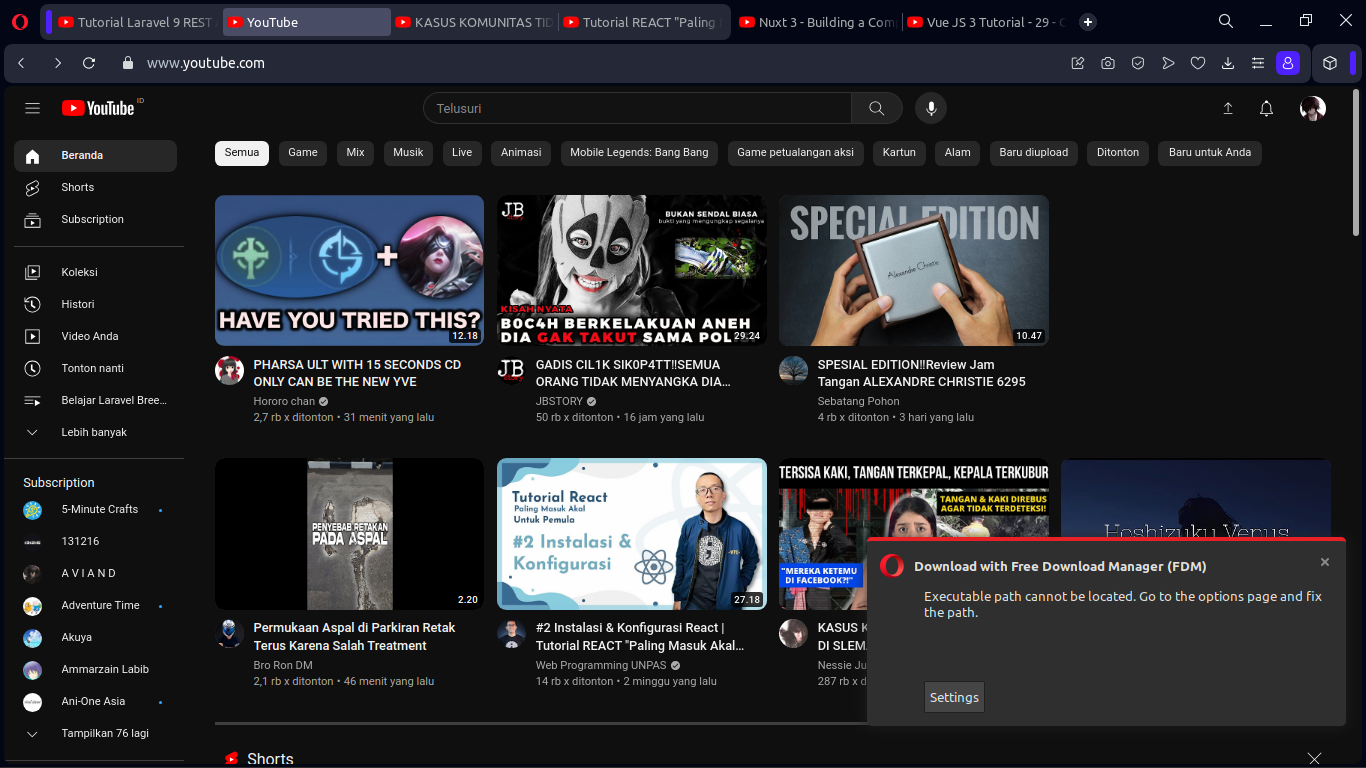 Tutorial Laravel 9 REST
YouTube
KASUS KOMUNITAS TID
Tutorial REACT "Paling
Nuxt 3 - Building a Com
Vue JS 3 Tutorial - 29 -
www.youtube.com
YouTube ID
Telusuri
Semua
Game
Mix
Musik
Live
Animasi
Mobile Legends: Bang Bang
Game petualangan aksi
Kartun
Alam
Baru diupload
Ditonton
Baru untuk Anda
Beranda
Shorts
Subscription
Koleksi
Histori
Video Anda
Tonton nanti
Belajar Laravel Bree...
Lebih banyak
Subscription
5-Minute Crafts
131216
A V I A N D
Adventure Time
Akuya
Ammarzain Labib
Ani-One Asia
Tampilkan 76 lagi
HAVE YOU TRIED THIS?
12.18
PHARSA ULT WITH 15 SECONDS CD
ONLY CAN BE THE NEW YVE
Hororo chan
2,7 rb x ditonton • 31 menit yang lalu
JB
BUKAN SENDAL BIASA
bukti yang mengungkap segalanya
KISAH NYATA
B0C4H BERKELAKUAN ANEH
DIA GAK TAKUT SAMA POL
29.24
JB
GADIS CIL1K SIK0P4TT!!SEMUA
ORANG TIDAK MENYANGKA DIA...
JBSTORY
50 rb x ditonton • 16 jam yang lalu
SPECIAL EDITION
Alexandre Christie
10.47
SPESIAL EDITION!!Review Jam
Tangan ALEXANDRE CHRISTIE 6295
Sebatang Pohon
4 rb x ditonton • 3 hari yang lalu
PENYEBAB RETAKAN
PADA ASPAL
2.20
Permukaan Aspal di Parkiran Retak
Terus Karena Salah Treatment
Bro Ron DM
2,1 rb x ditonton • 46 menit yang lalu
Tutorial React
Paling Masuk Akal
Untuk Pemula
#2 Instalasi &
Konfigurasi
27.18
#2 Instalasi & Konfigurasi React |
Tutorial REACT "Paling Masuk Akal...
Web Programming UNPAS
14 rb x ditonton • 2 minggu yang lalu
TERSISA KAKI, TANGAN TERKEPAL, KEPALA TERKUBUR
TANGAN & KAKI DIREBUS
AGAR TIDAK TERDETEKSI!
"MEREKA KETEMU
DI FACEBOOK?!"
KASUS K
DI SLEM
Nessie Ju
287 rb x d
Hoshizuku Verus
Download with Free Download Manager (FDM)
Executable path cannot be located. Go to the options page and fix
the path.
Settings
Shorts